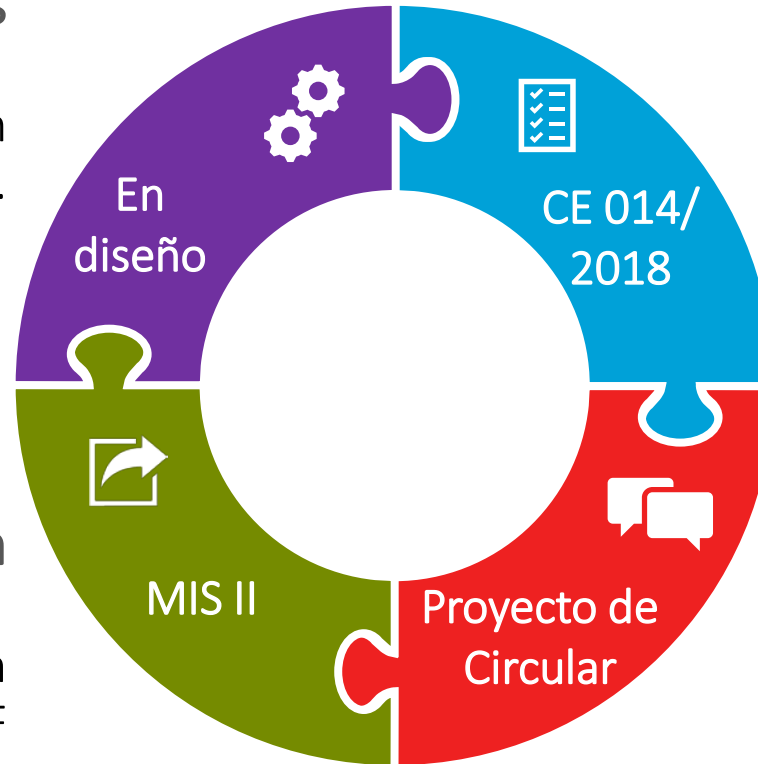 En
diseño
CE 014/
2018
MIS II
Proyecto de
Circular